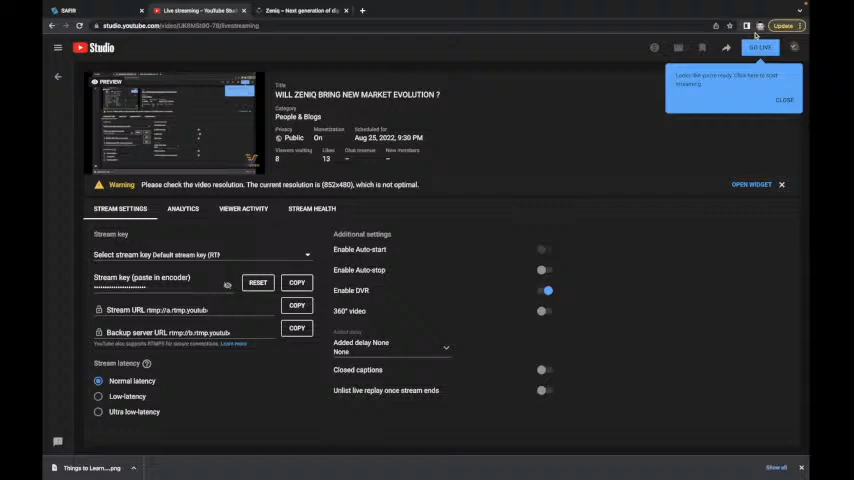 SAFIR
Live streaming - YouTube Stu
Zeniq – Next generation of di
studio.youtube.com/video/
/livestreaming
Update
Studio
GO LIVE
Looks like you're ready. Click here to start
streaming.
CLOSE
PREVIEW
Title
WILL ZENIQ BRING NEW MARKET EVOLUTION ?
Category
People & Blogs
Privacy
Monetization
Scheduled for
Public
On
Aug 25, 2022, 9:30 PM
Viewers waiting
Likes
Chat revenue
New members
8
13
–
–
Warning
Please check the video resolution. The current resolution is (852x480), which is not optimal.
OPEN WIDGET
STREAM SETTINGS
ANALYTICS
VIEWER ACTIVITY
STREAM HEALTH
Stream key
Select stream key Default stream key (RTM
Stream key (paste in encoder)
••••••••••••••••••••••••
RESET
COPY
Stream URL rtmp://a.rtmp.youtub
COPY
Backup server URL rtmp://b.rtmp.youtub
COPY
YouTube also supports RTMPS for secure connections. Learn more
Stream latency
Normal latency
Low-latency
Ultra low-latency
Additional settings
Enable Auto-start
Enable Auto-stop
Enable DVR
360° video
Added delay
Added delay None
None
Closed captions
Unlist live replay once stream ends
Things to Learn....png
Show all